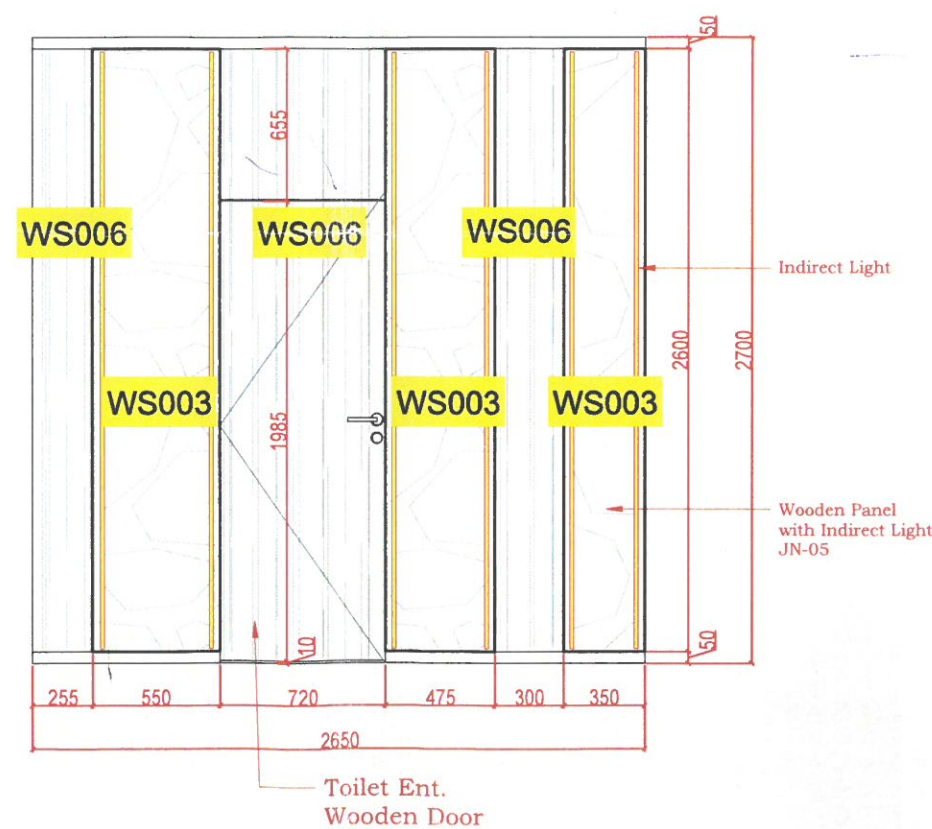 50
655
WS006
WS006
WS006
Indirect Light
2600
2700
WS003
WS003
WS003
1985
Wooden Panel
with Indirect Light
JN-05
10
50
255
550
720
475
300
350
2650
Toilet Ent.
Wooden Door